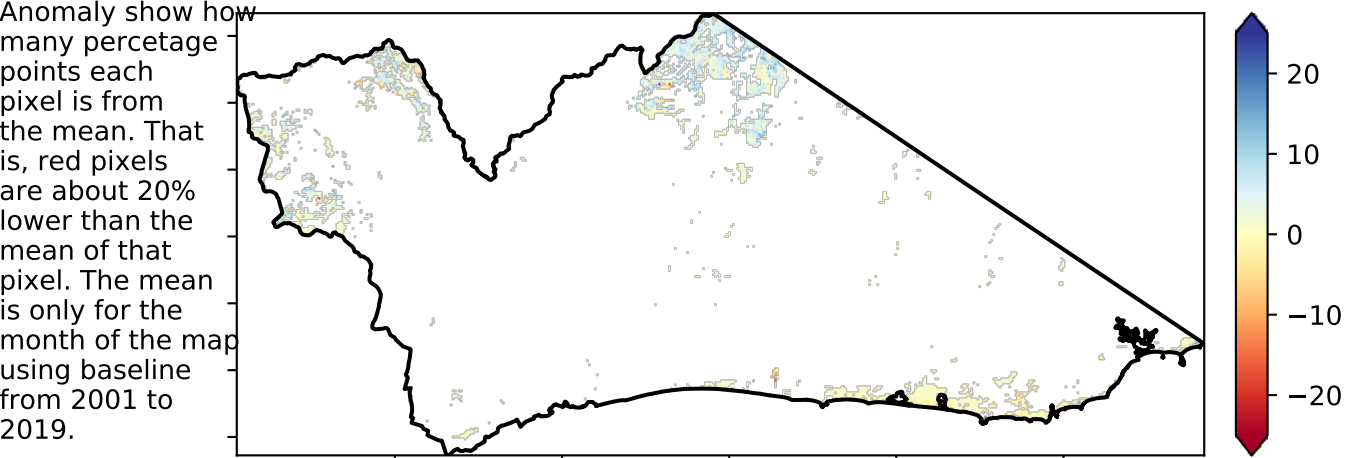 Anomaly show how
many percetage
points each
pixel is from
the mean. That
is, red pixels
are about 20%
lower than the
mean of that
pixel. The mean
is only for the
month of the map
using baseline
from 2001 to
2019.
20
10
0
−10
−20